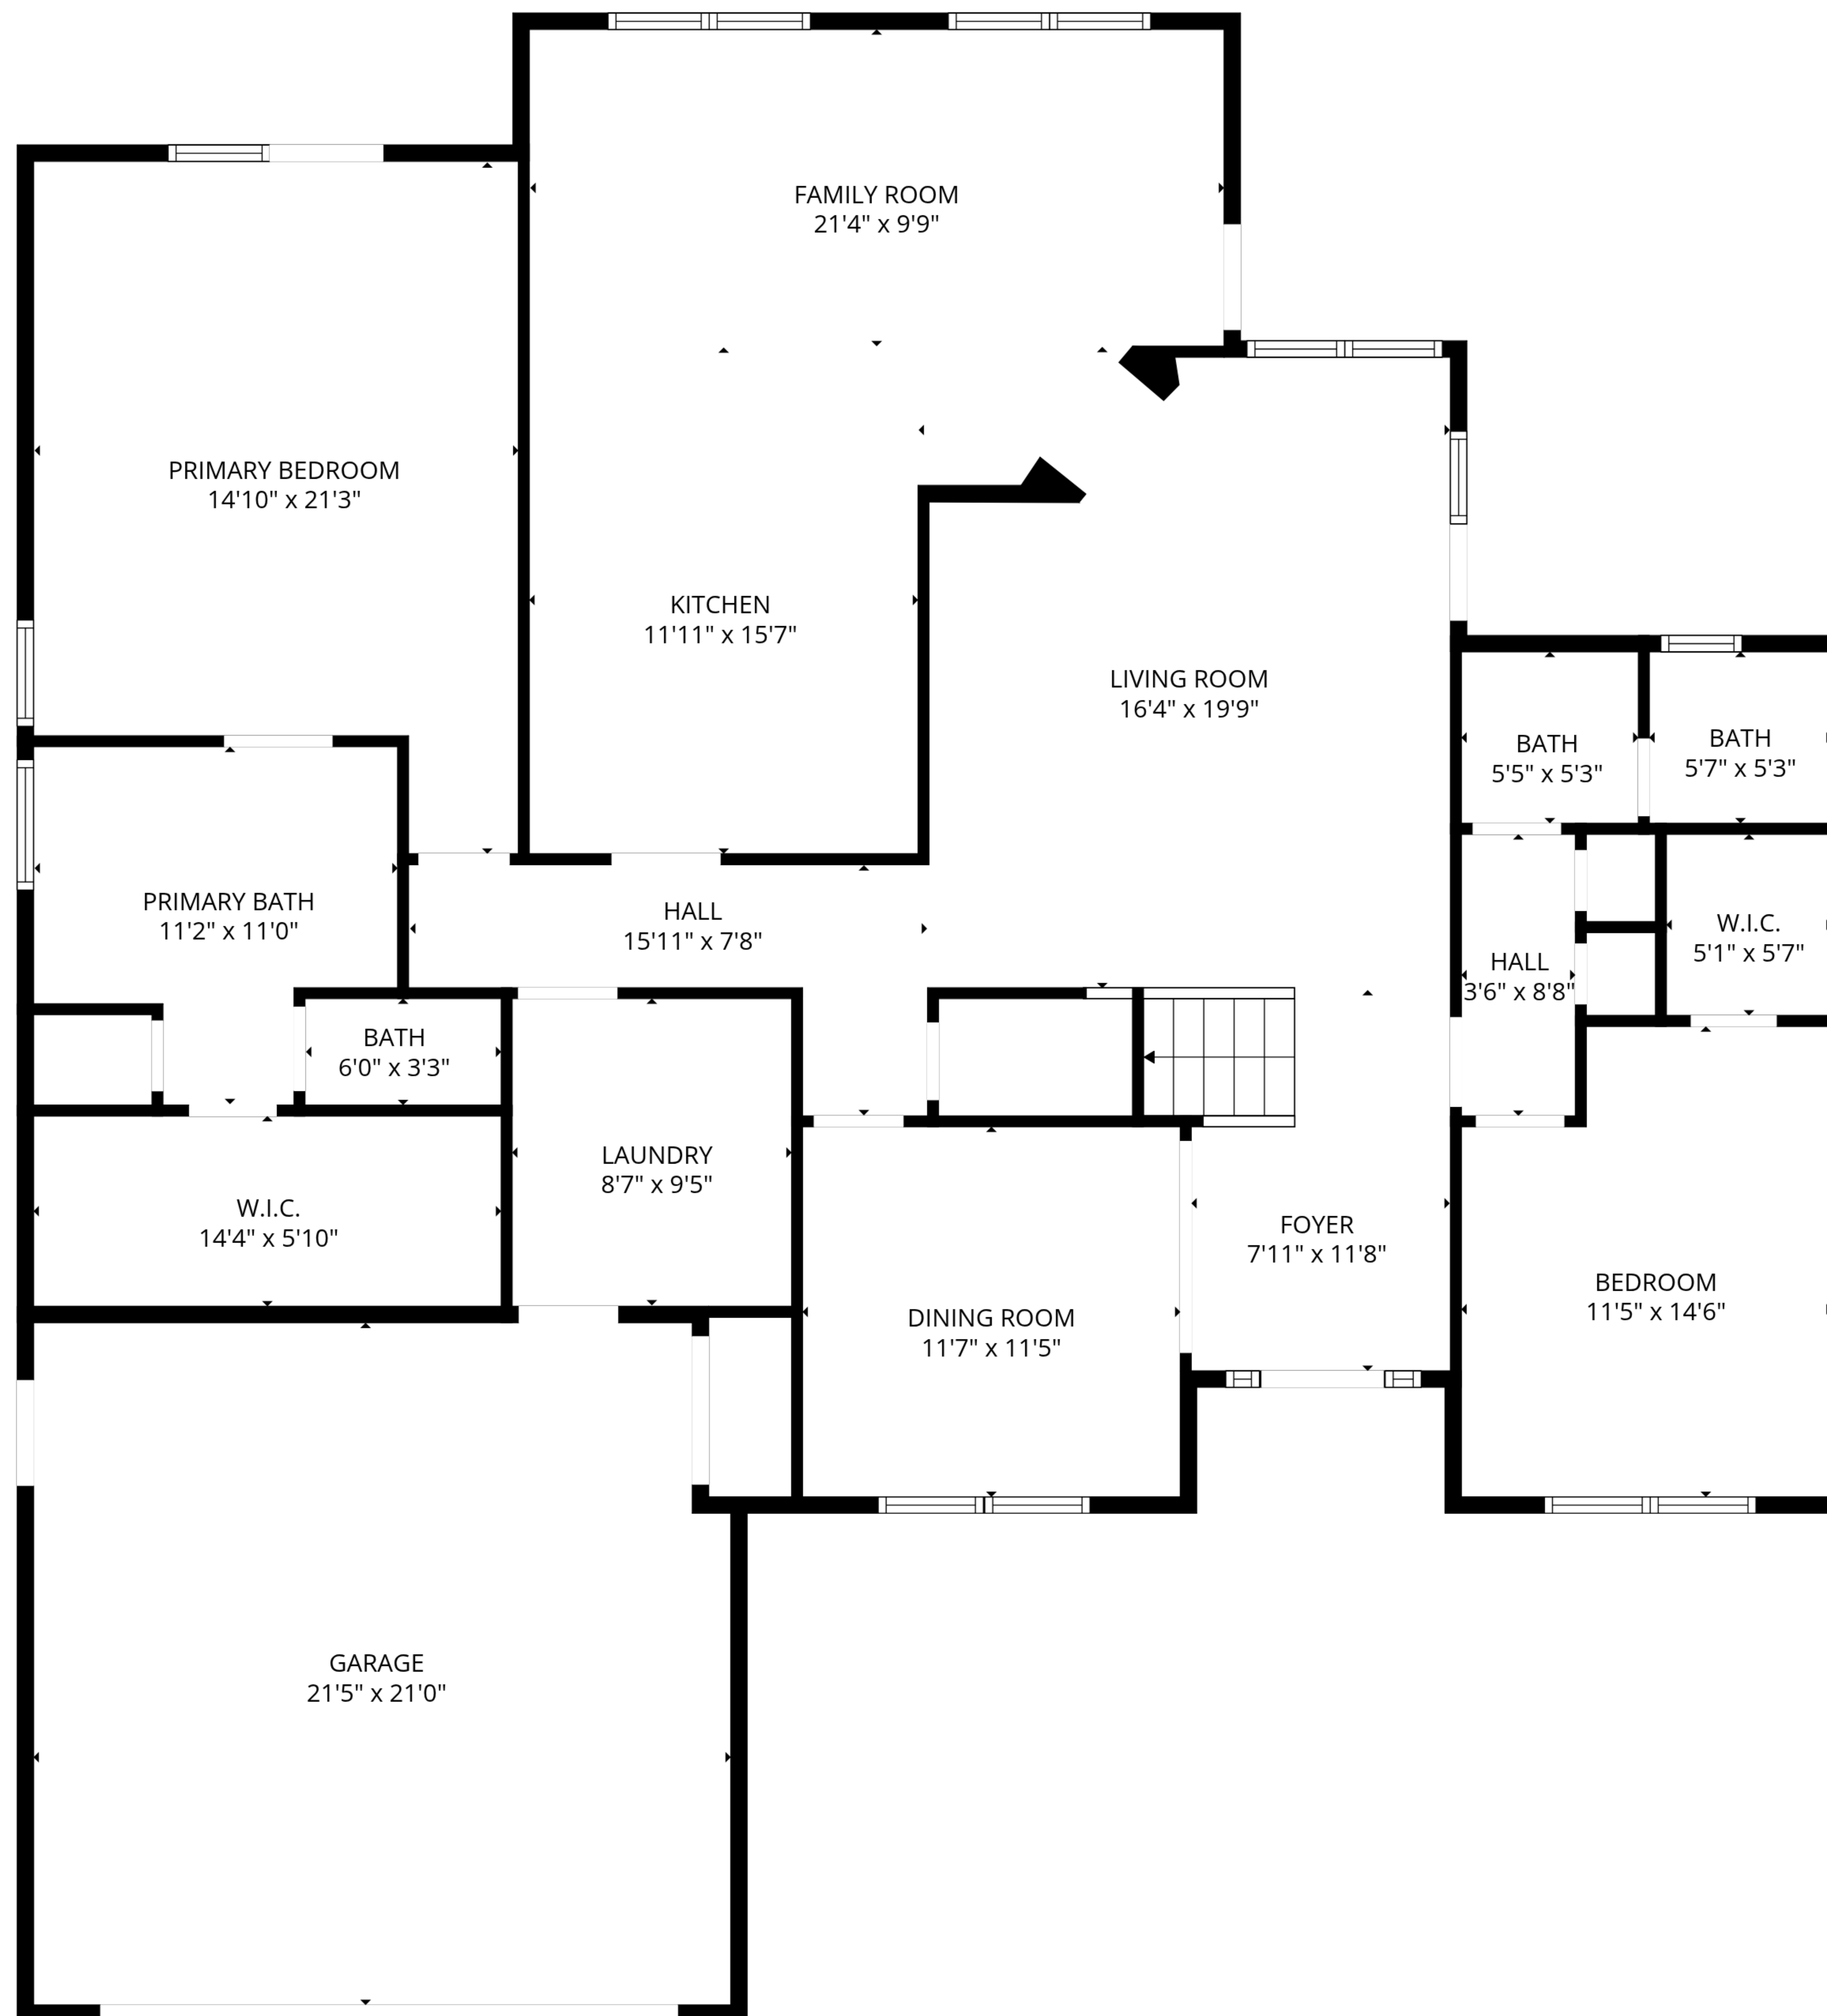 FAMILY ROOM
21'4" x 9'9"
PRIMARY BEDROOM
14'10" x 21'3"
KITCHEN
11'11" x 15'7"
LIVING ROOM
16'4" x 19'9"
BATH
5'5" x 5'3"
BATH
5'7" x 5'3"
PRIMARY BATH
11'2" x 11'0"
HALL
15'11" x 7'8"
W.I.C.
5'1" x 5'7"
HALL
3'6" x 8'8"
BATH
6'0" x 3'3"
LAUNDRY
8'7" x 9'5"
W.I.C.
14'4" x 5'10"
FOYER
7'11" x 11'8"
BEDROOM
11'5" x 14'6"
DINING ROOM
11'7" x 11'5"
GARAGE
21'5" x 21'0"